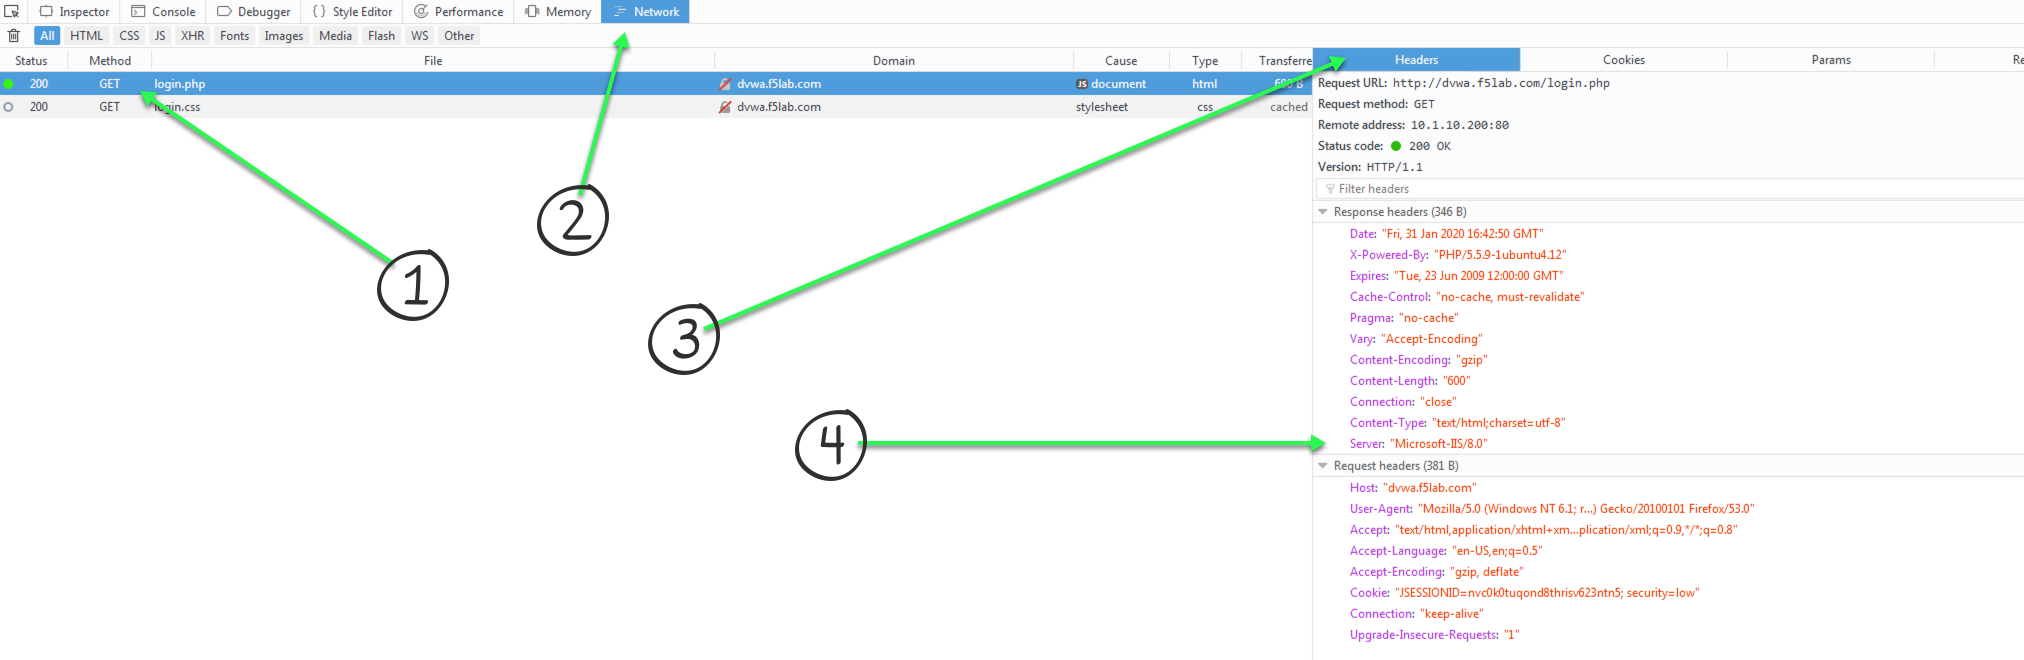 Inspector Console Debugger { } Style Editor Performance Memory Network
All HTML CSS JS XHR Fonts Images Media Flash WS Other
Status Method File Domain Cause Type Transferre
200 GET login.php dvwa.f5lab.com JS document html 600 B
200 GET login.css dvwa.f5lab.com stylesheet css cached
1
2
3
4
Headers Cookies Params Re
Request URL: http://dvwa.f5lab.com/login.php
Request method: GET
Remote address: 10.1.10.200:80
Status code: 200 OK
Version: HTTP/1.1
Filter headers
Response headers (346 B)
Date: "Fri, 31 Jan 2020 16:42:50 GMT"
X-Powered-By: "PHP/5.5.9-1ubuntu4.12"
Expires: "Tue, 23 Jun 2009 12:00:00 GMT"
Cache-Control: "no-cache, must-revalidate"
Pragma: "no-cache"
Vary: "Accept-Encoding"
Content-Encoding: "gzip"
Content-Length: "600"
Connection: "close"
Content-Type: "text/html;charset=utf-8"
Server: "Microsoft-IIS/8.0"
Request headers (381 B)
Host: "dvwa.f5lab.com"
User-Agent: "Mozilla/5.0 (Windows NT 6.1; r...) Gecko/20100101 Firefox/53.0"
Accept: "text/html,application/xhtml+xm...plication/xml;q=0.9,*/*;q=0.8"
Accept-Language: "en-US,en;q=0.5"
Accept-Encoding: "gzip, deflate"
Cookie: "JSESSIONID=nvc0k0tuqond8thrisv623ntn5; security=low"
Connection: "keep-alive"
Upgrade-Insecure-Requests: "1"